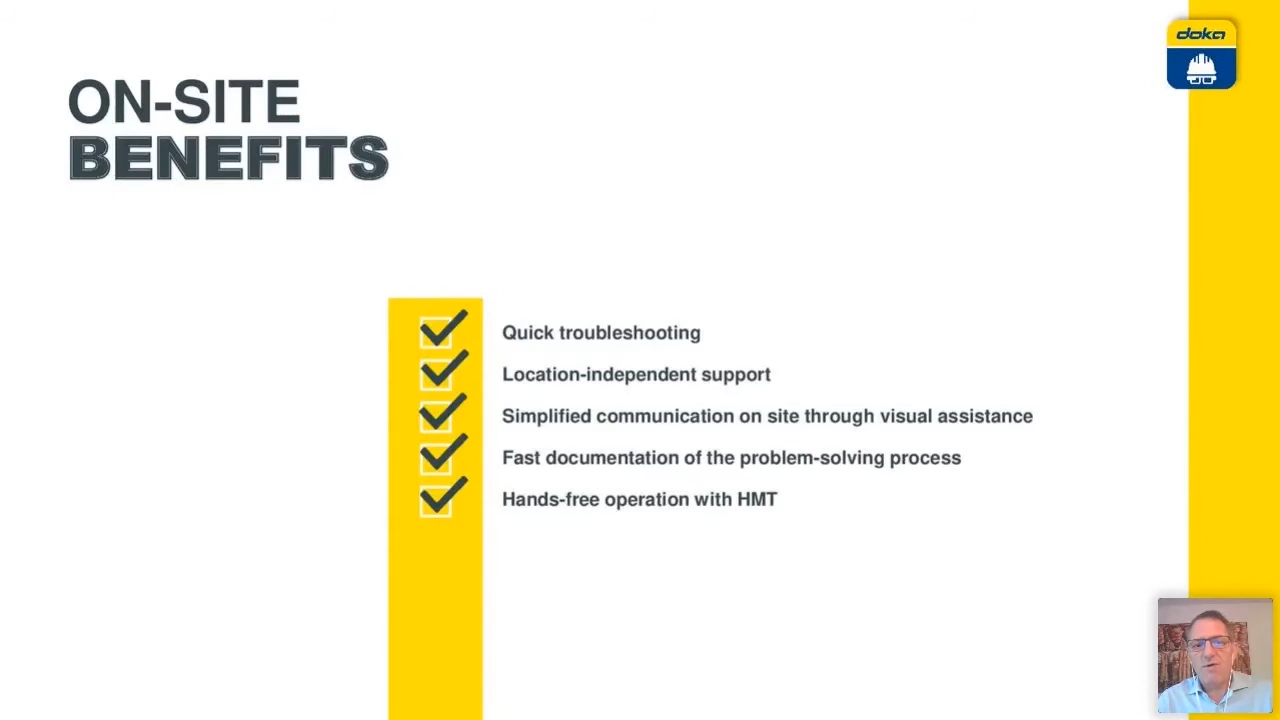 doka
ON-SITE
BENEFITS
Quick troubleshooting
Location-independent support
Simplified communication on site through visual assistance
Fast documentation of the problem-solving process
Hands-free operation with HMT